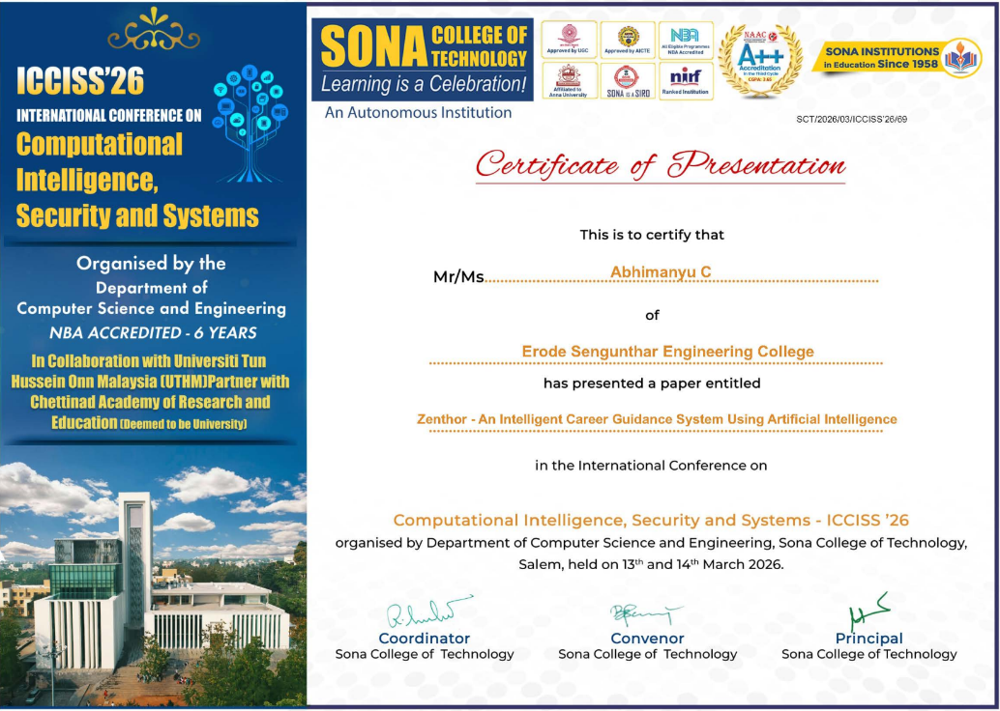 ICCISS'26
INTERNATIONAL CONFERENCE ON
Computational
Intelligence,
Security and Systems
Organised by the
Department of
Computer Science and Engineering
NBA ACCREDITED - 6 YEARS
In Collaboration with Universiti Tun
Hussein Onn Malaysia (UTHM)Partner with
Chettinad Academy of Research and
Education (Deemed to be University)
SONA COLLEGE OF
TECHNOLOGY
Learning is a Celebration!
An Autonomous Institution
Approved by UGC
Approved by AICTE
NBA
All Eligible Programmes
NBA Accredited
Affiliated to
Anna University
SONA IS A SIRO
nirf
Ranked Institution
NAAC
A++
Accreditation
in the Third Cycle
CGPA: 3.65
SONA INSTITUTIONS
in Education Since 1958
SCT/2026/03/ICCISS'26/69
Certificate of Presentation
This is to certify that
Mr/Ms Abhimanyu C
of
Erode Sengunthar Engineering College
has presented a paper entitled
Zenthor - An Intelligent Career Guidance System Using Artificial Intelligence
in the International Conference on
Computational Intelligence, Security and Systems - ICCISS '26
organised by Department of Computer Science and Engineering, Sona College of Technology,
Salem, held on 13th and 14th March 2026.
Coordinator
Sona College of Technology
Convenor
Sona College of Technology
Principal
Sona College of Technology